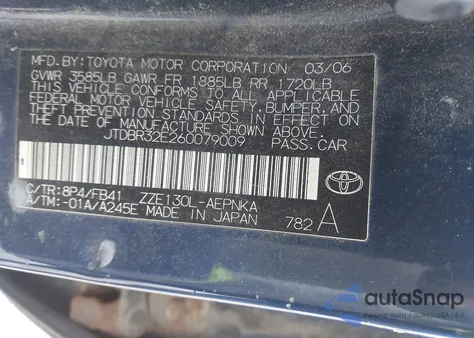 MFD.BY:TOYOTA MOTOR CORPORATION 03/06
GVWR 3585LB GAWR FR 1885LB RR 1720LB
THIS VEHICLE CONFORMS TO ALL APPLICABLE
FEDERAL MOTOR VEHICLE SAFETY,BUMPER,AND
THEFT PREVENTION STANDARDS IN EFFECT ON
THE DATE OF MANUFACTURE SHOWN ABOVE.
JTDBR32E260079009 PASS.CAR
TOYOTA
C/TR:8P4/FB41 ZZE130L-AEPNKA
A/TM:-01A/A245E MADE IN JAPAN 782A
autoSnap